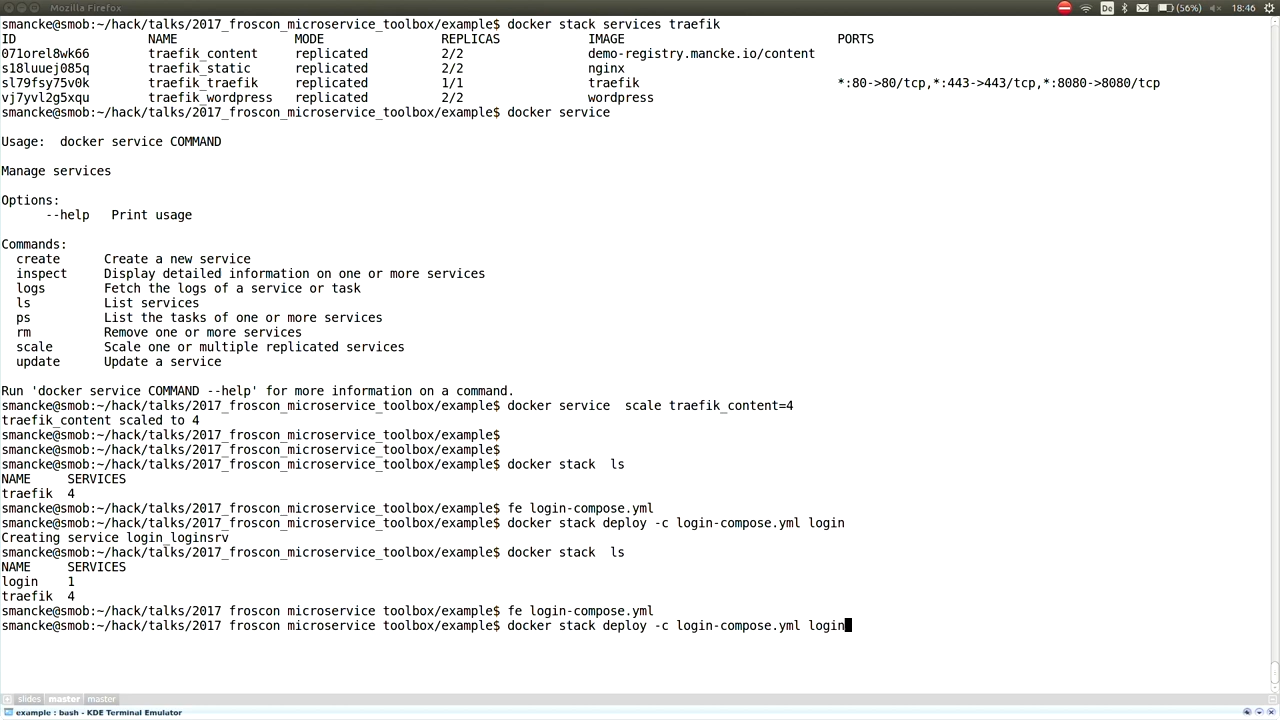 Mozilla Firefox
De
(56%)
18:46
smancke@smob:~/hack/talks/2017_froscon_microservice_toolbox/example$ docker stack services traefik
ID NAME MODE REPLICAS IMAGE PORTS
071orel8wk66 traefik_content replicated 2/2 demo-registry.mancke.io/content
s18luuej085q traefik_static replicated 2/2 nginx
sl79fsy75v0k traefik_traefik replicated 1/1 traefik *:80->80/tcp,*:443->443/tcp,*:8080->8080/tcp
vj7yvl2g5xqu traefik_wordpress replicated 2/2 wordpress
smancke@smob:~/hack/talks/2017_froscon_microservice_toolbox/example$ docker service
Usage: docker service COMMAND
Manage services
Options:
--help Print usage
Commands:
create Create a new service
inspect Display detailed information on one or more services
logs Fetch the logs of a service or task
ls List services
ps List the tasks of one or more services
rm Remove one or more services
scale Scale one or multiple replicated services
update Update a service
Run 'docker service COMMAND --help' for more information on a command.
smancke@smob:~/hack/talks/2017_froscon_microservice_toolbox/example$ docker service  scale traefik_content=4
traefik_content scaled to 4
smancke@smob:~/hack/talks/2017_froscon_microservice_toolbox/example$
smancke@smob:~/hack/talks/2017_froscon_microservice_toolbox/example$
smancke@smob:~/hack/talks/2017_froscon_microservice_toolbox/example$ docker stack  ls
NAME SERVICES
traefik 4
smancke@smob:~/hack/talks/2017_froscon_microservice_toolbox/example$ fe login-compose.yml
smancke@smob:~/hack/talks/2017_froscon_microservice_toolbox/example$ docker stack deploy -c login-compose.yml login
Creating service login_loginsrv
smancke@smob:~/hack/talks/2017_froscon_microservice_toolbox/example$ docker stack  ls
NAME SERVICES
login 1
traefik 4
smancke@smob:~/hack/talks/2017_froscon_microservice_toolbox/example$ fe login-compose.yml
smancke@smob:~/hack/talks/2017_froscon_microservice_toolbox/example$ docker stack deploy -c login-compose.yml login
slides master master
example : bash - KDE Terminal Emulator